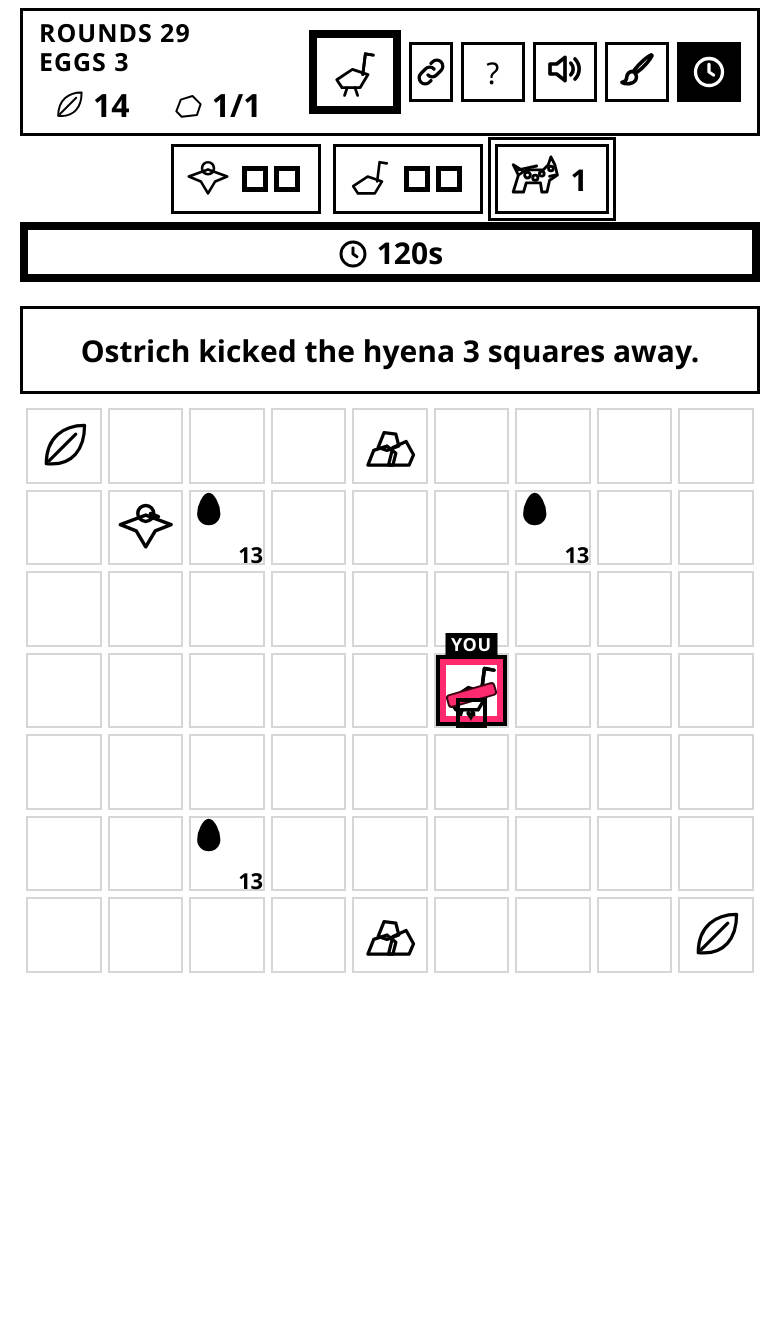 ROUNDS 29
EGGS 3
14 1/1
?
1
120s
Ostrich kicked the hyena 3 squares away.
13 13
YOU
13